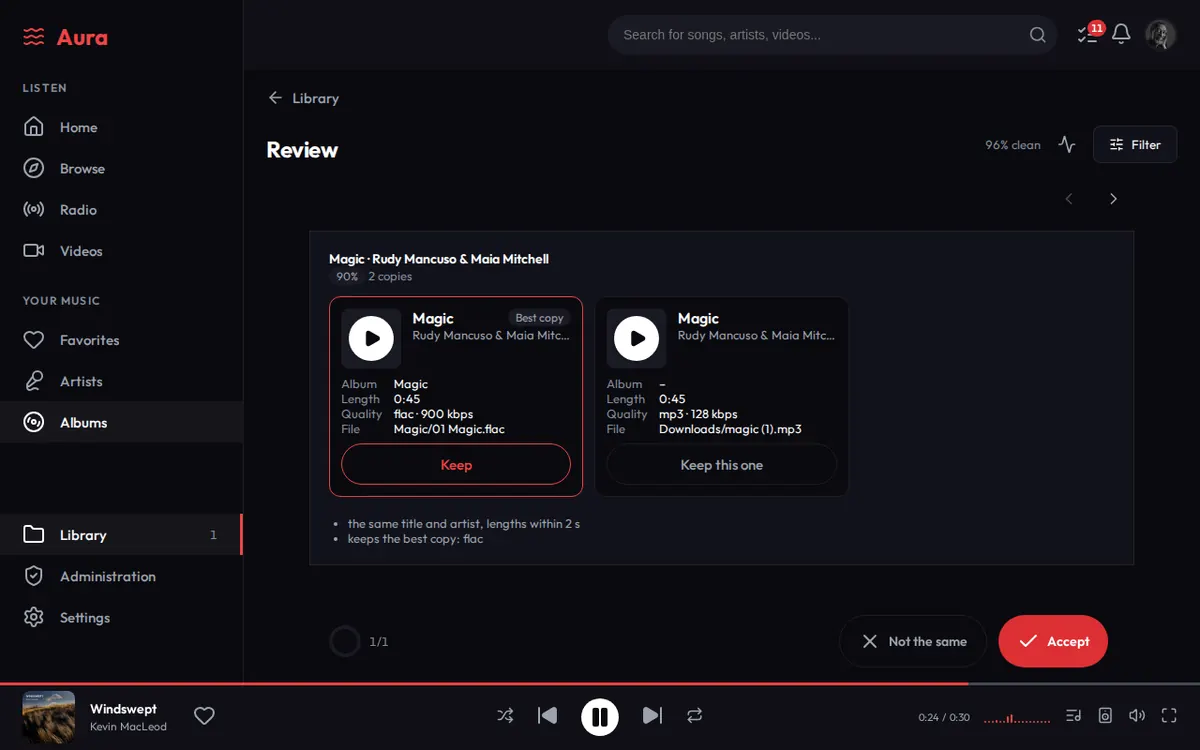 Aura
Search for songs, artists, videos...
11
LISTEN
Home
Browse
Radio
Videos
YOUR MUSIC
Favorites
Artists
Albums
Library 1
Administration
Settings
Library
Review
96% clean
Filter
Magic · Rudy Mancuso & Maia Mitchell
90% 2 copies
Magic
Best copy
Rudy Mancuso & Maia Mitc...
Album Magic
Length 0:45
Quality flac · 900 kbps
File Magic/01 Magic.flac
Keep
Magic
Rudy Mancuso & Maia Mitc...
Album –
Length 0:45
Quality mp3 · 128 kbps
File Downloads/magic (1).mp3
Keep this one
• the same title and artist, lengths within 2 s
• keeps the best copy: flac
1/1
Not the same
Accept
Windswept
Kevin MacLeod
0:24 / 0:30